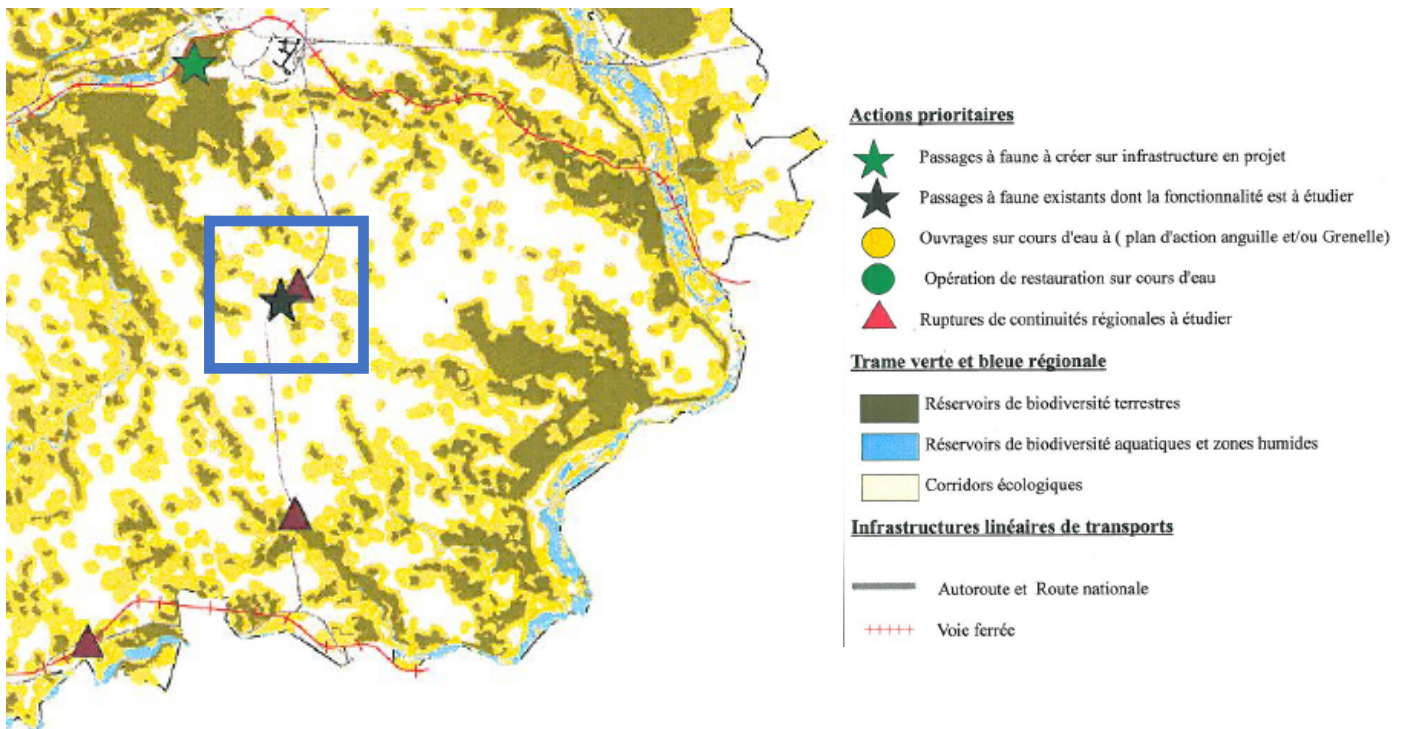 Actions prioritaires
Passages à faune à créer sur infrastructure en projet
Passages à faune existants dont la fonctionnalité est à étudier
Ouvrages sur cours d'eau à ( plan d'action anguille et/ou Grenelle)
Opération de restauration sur cours d'eau
Ruptures de continuités régionales à étudier
Trame verte et bleue régionale
Réservoirs de biodiversité terrestres
Réservoirs de biodiversité aquatiques et zones humides
Corridors écologiques
Infrastructures linéaires de transports
Autoroute et Route nationale
Voie ferrée